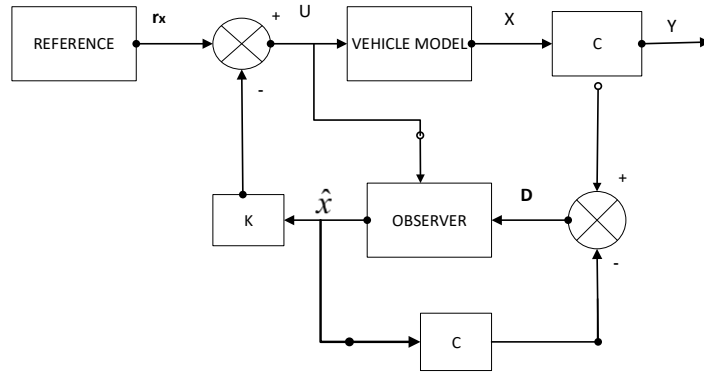 REFERENCE
rx
+
U
VEHICLE MODEL
X
C
Y
-
+
K
x̂
OBSERVER
D
-
C